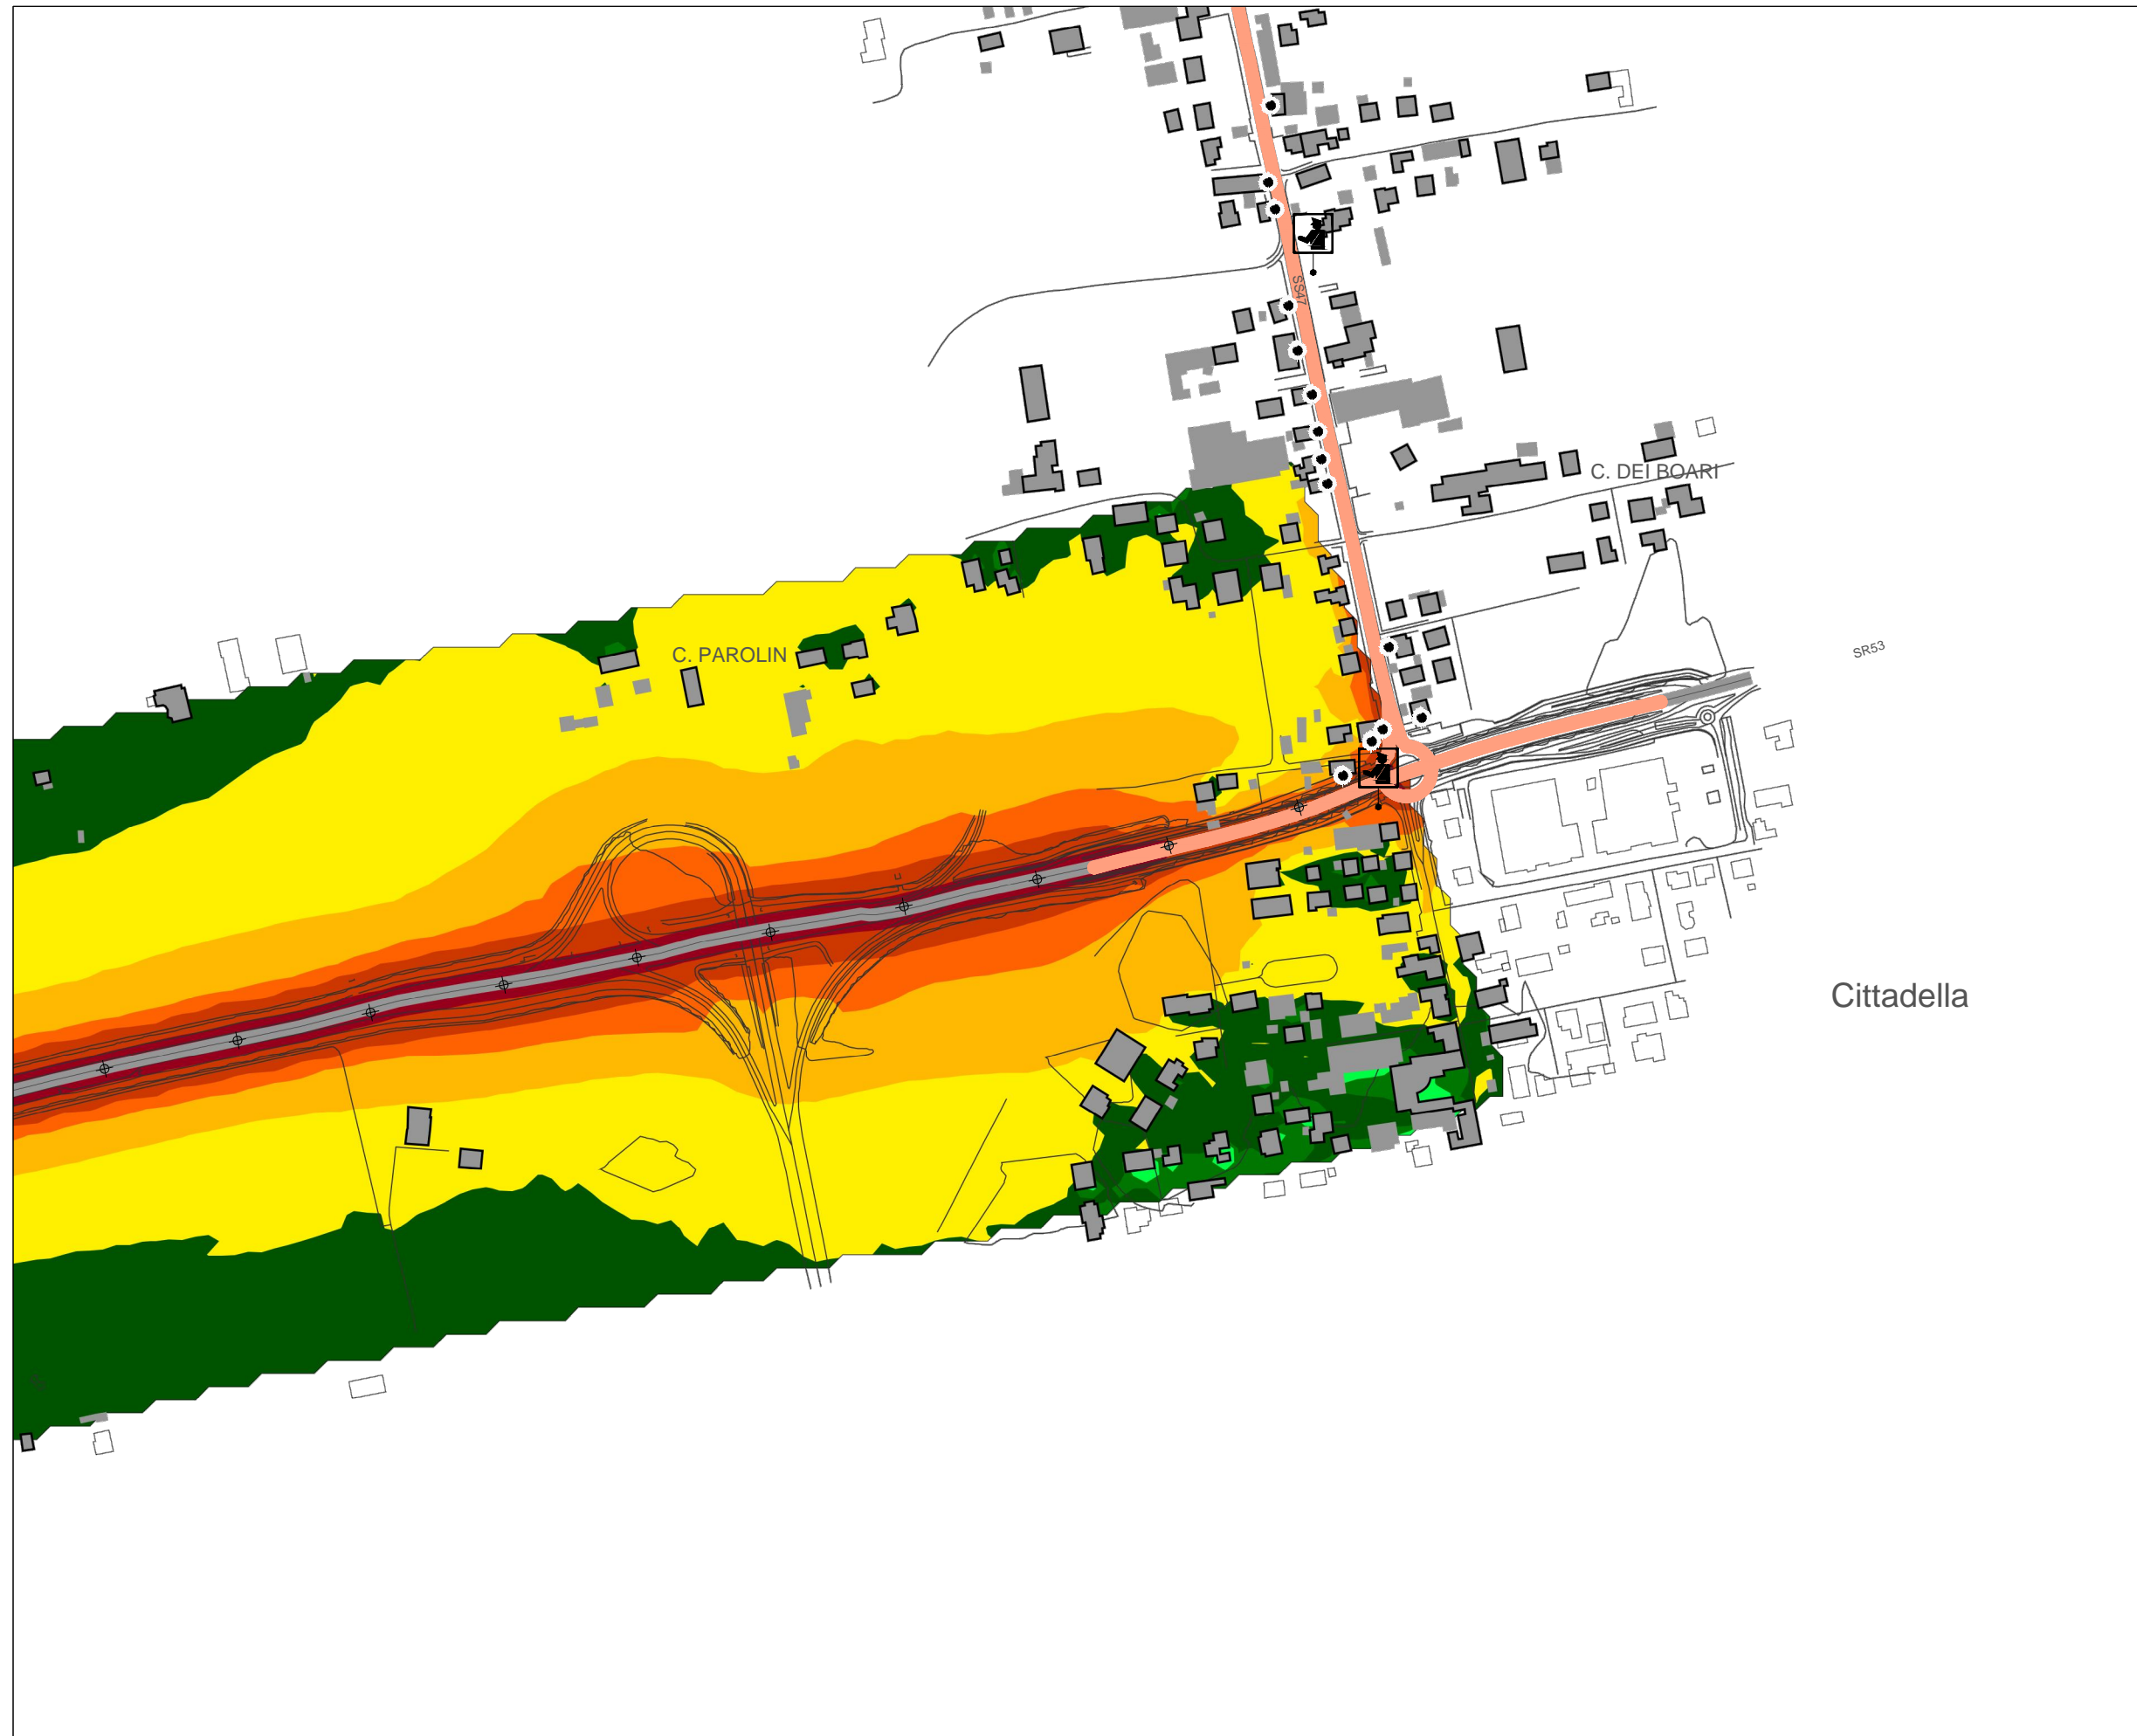 SS47
C. DEI BOARI
C. PAROLIN
SR53
Cittadella